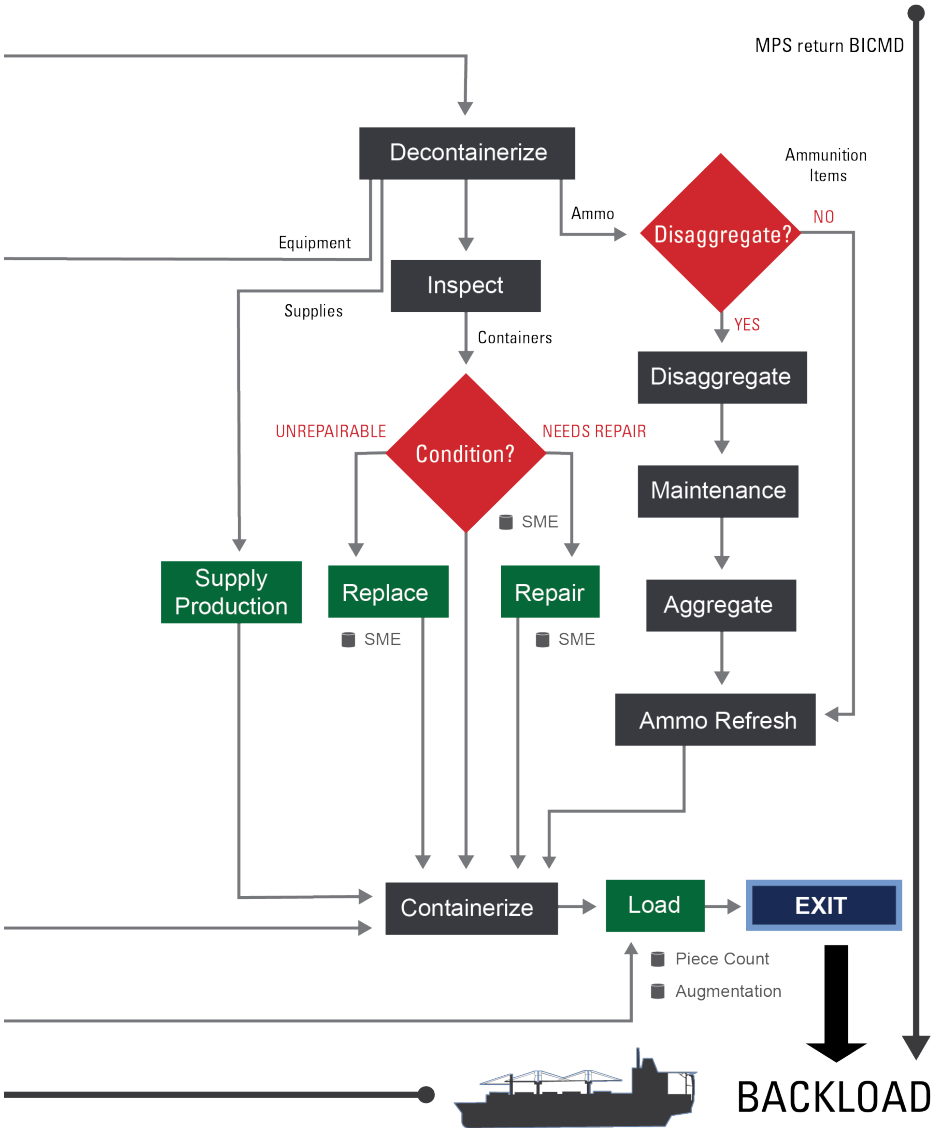 MPS return BICMD
Decontainerize
Ammunition
Items
Ammo
NO
Disaggregate?
Equipment
Inspect
Supplies
YES
Containers
Disaggregate
UNREPAIRABLE
NEEDS REPAIR
Condition?
Maintenance
SME
Supply
Production
Replace
Repair
Aggregate
SME
SME
Ammo Refresh
Containerize
Load
EXIT
Piece Count
Augmentation
BACKLOAD